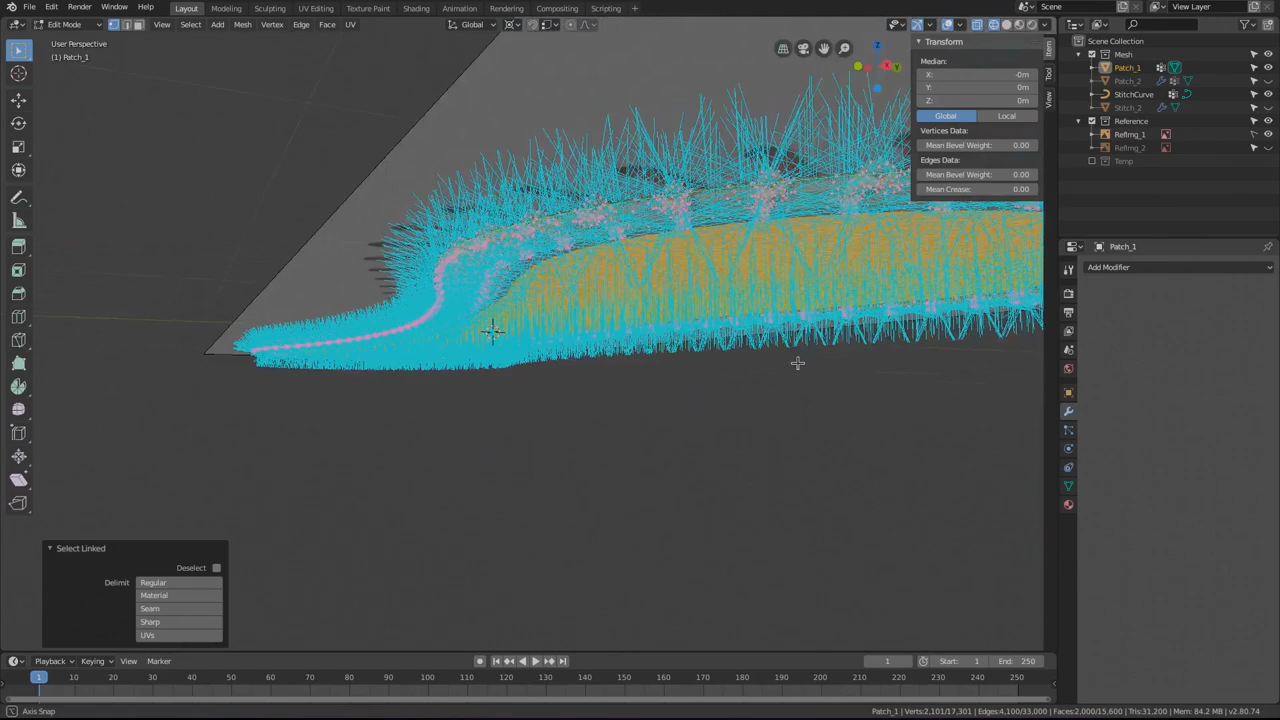 File Edit Render Window Help Layout Modeling Sculpting UV Editing Texture Paint Shading Animation Rendering Compositing Scripting + Scene View Layer
Edit Mode View Select Add Mesh Vertex Edge Face UV Global
User Perspective
(1) Patch_1
Transform
Median:
X: -0m
Y: 0m
Z: 0m
Global Local
Vertices Data:
Mean Bevel Weight: 0.00
Edges Data:
Mean Bevel Weight: 0.00
Mean Crease: 0.00
Item
Tool
View
Z
X
Y
Scene Collection
Mesh
Patch_1
Patch_2
StitchCurve
Stitch_2
Reference
RefImg_1
RefImg_2
Temp
Patch_1
Add Modifier
Select Linked
Deselect
Delimit Regular
Material
Seam
Sharp
UVs
Playback Keying View Marker 1 Start: 1 End: 250
1 10 20 30 40 50 60 70 80 90 100 110 120 130 140 150 160 170 180 190 200 210 220 230 240 250
Axis Snap Patch_1 | Verts:2,101/17,301 | Edges:4,100/33,000 | Faces:2,000/15,600 | Tris:31,200 | Mem: 84.2 MB | v2.80.74